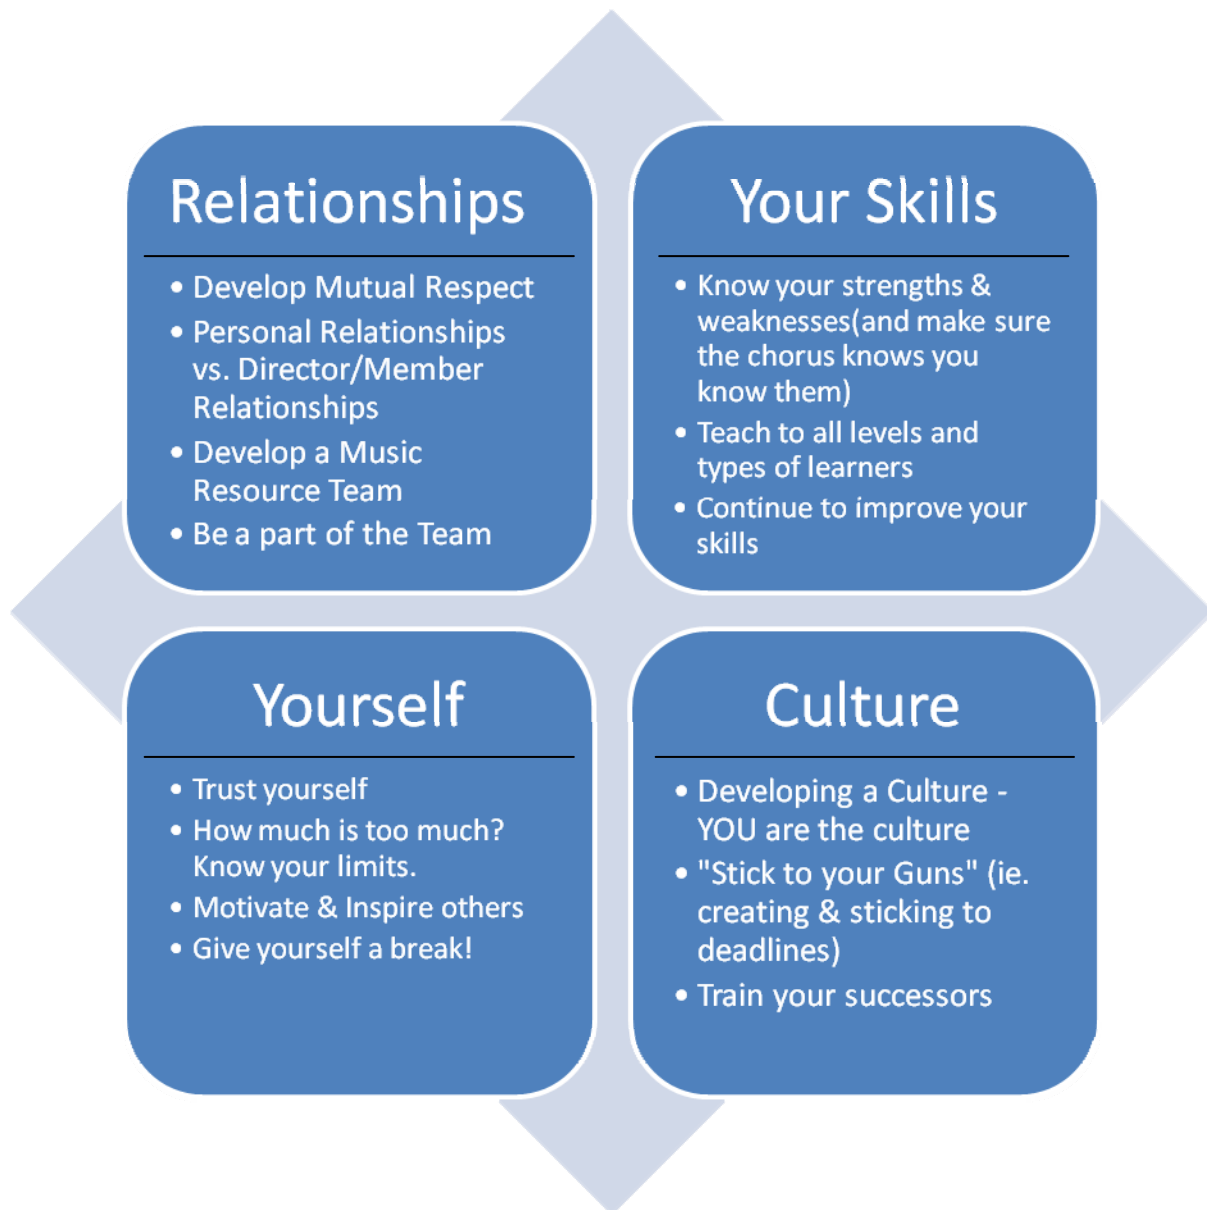 Relationships
• Develop Mutual Respect
• Personal Relationships
vs. Director/Member
Relationships
• Develop a Music
Resource Team
• Be a part of the Team
Your Skills
• Know your strengths &
weaknesses(and make sure
the chorus knows you
know them)
• Teach to all levels and
types of learners
• Continue to improve your
skills
Yourself
• Trust yourself
• How much is too much?
Know your limits.
• Motivate & Inspire others
• Give yourself a break!
Culture
• Developing a Culture -
YOU are the culture
• "Stick to your Guns" (ie.
creating & sticking to
deadlines)
• Train your successors